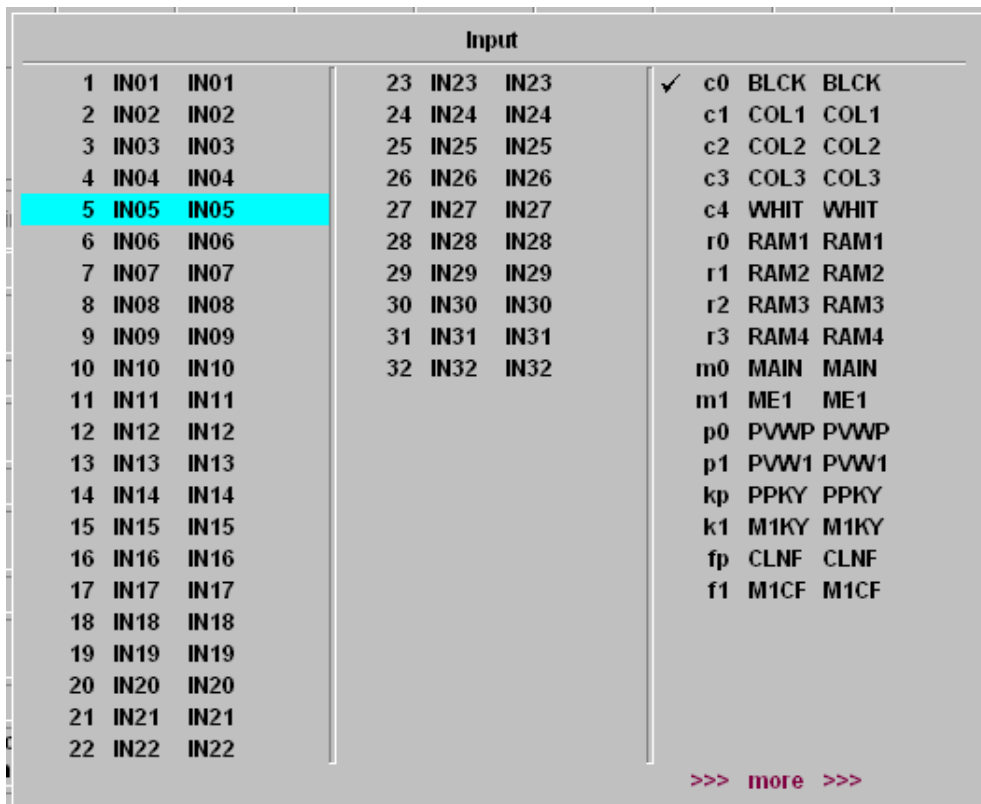 Input
1 IN01 IN01
2 IN02 IN02
3 IN03 IN03
4 IN04 IN04
5 IN05 IN05
6 IN06 IN06
7 IN07 IN07
8 IN08 IN08
9 IN09 IN09
10 IN10 IN10
11 IN11 IN11
12 IN12 IN12
13 IN13 IN13
14 IN14 IN14
15 IN15 IN15
16 IN16 IN16
17 IN17 IN17
18 IN18 IN18
19 IN19 IN19
20 IN20 IN20
21 IN21 IN21
22 IN22 IN22
23 IN23 IN23
24 IN24 IN24
25 IN25 IN25
26 IN26 IN26
27 IN27 IN27
28 IN28 IN28
29 IN29 IN29
30 IN30 IN30
31 IN31 IN31
32 IN32 IN32
✓ c0 BLCK BLCK
c1 COL1 COL1
c2 COL2 COL2
c3 COL3 COL3
c4 WHIT WHIT
r0 RAM1 RAM1
r1 RAM2 RAM2
r2 RAM3 RAM3
r3 RAM4 RAM4
m0 MAIN MAIN
m1 ME1 ME1
p0 PVWP PVWP
p1 PVW1 PVW1
kp PPKY PPKY
k1 M1KY M1KY
fp CLNF CLNF
f1 M1CF M1CF
>>> more >>>